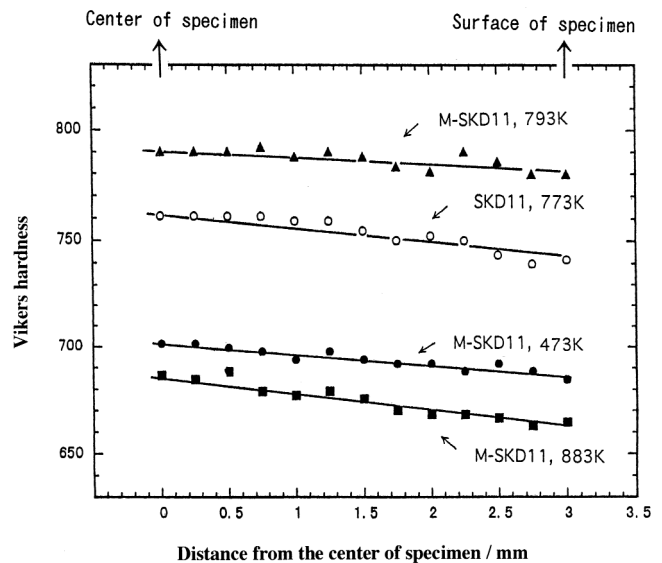 Center of specimen
Surface of specimen
800
750
700
650
Vikers hardness
M-SKD11, 793K
SKD11, 773K
M-SKD11, 473K
M-SKD11, 883K
0 0.5 1 1.5 2 2.5 3 3.5
Distance from the center of specimen / mm